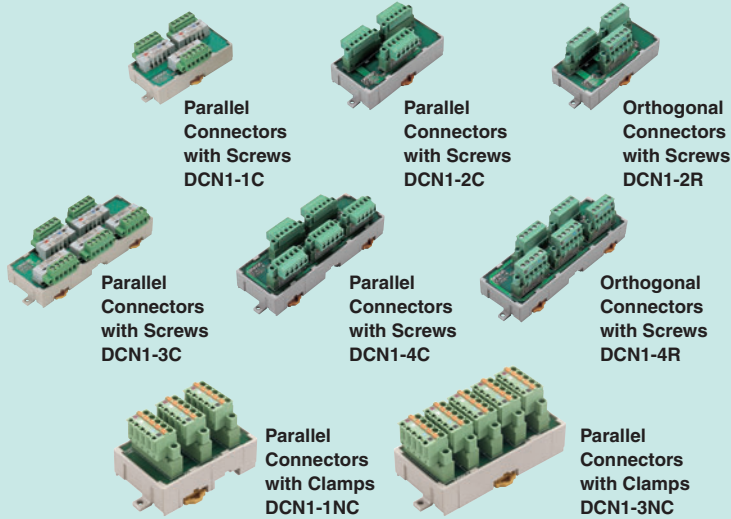 Parallel
Connectors
with Screws
DCN1-1C
Parallel
Connectors
with Screws
DCN1-2C
Orthogonal
Connectors
with Screws
DCN1-2R
Parallel
Connectors
with Screws
DCN1-3C
Parallel
Connectors
with Screws
DCN1-4C
Orthogonal
Connectors
with Screws
DCN1-4R
Parallel
Connectors
with Clamps
DCN1-1NC
Parallel
Connectors
with Clamps
DCN1-3NC